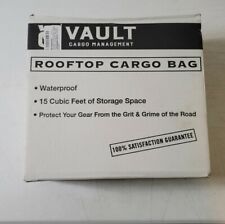 VAULT
CARGO MANAGEMENT
ROOFTOP CARGO BAG
• Waterproof
• 15 Cubic Feet of Storage Space
• Protect Your Gear From the Grit & Grime of the Road
100% SATISFACTION GUARANTEE